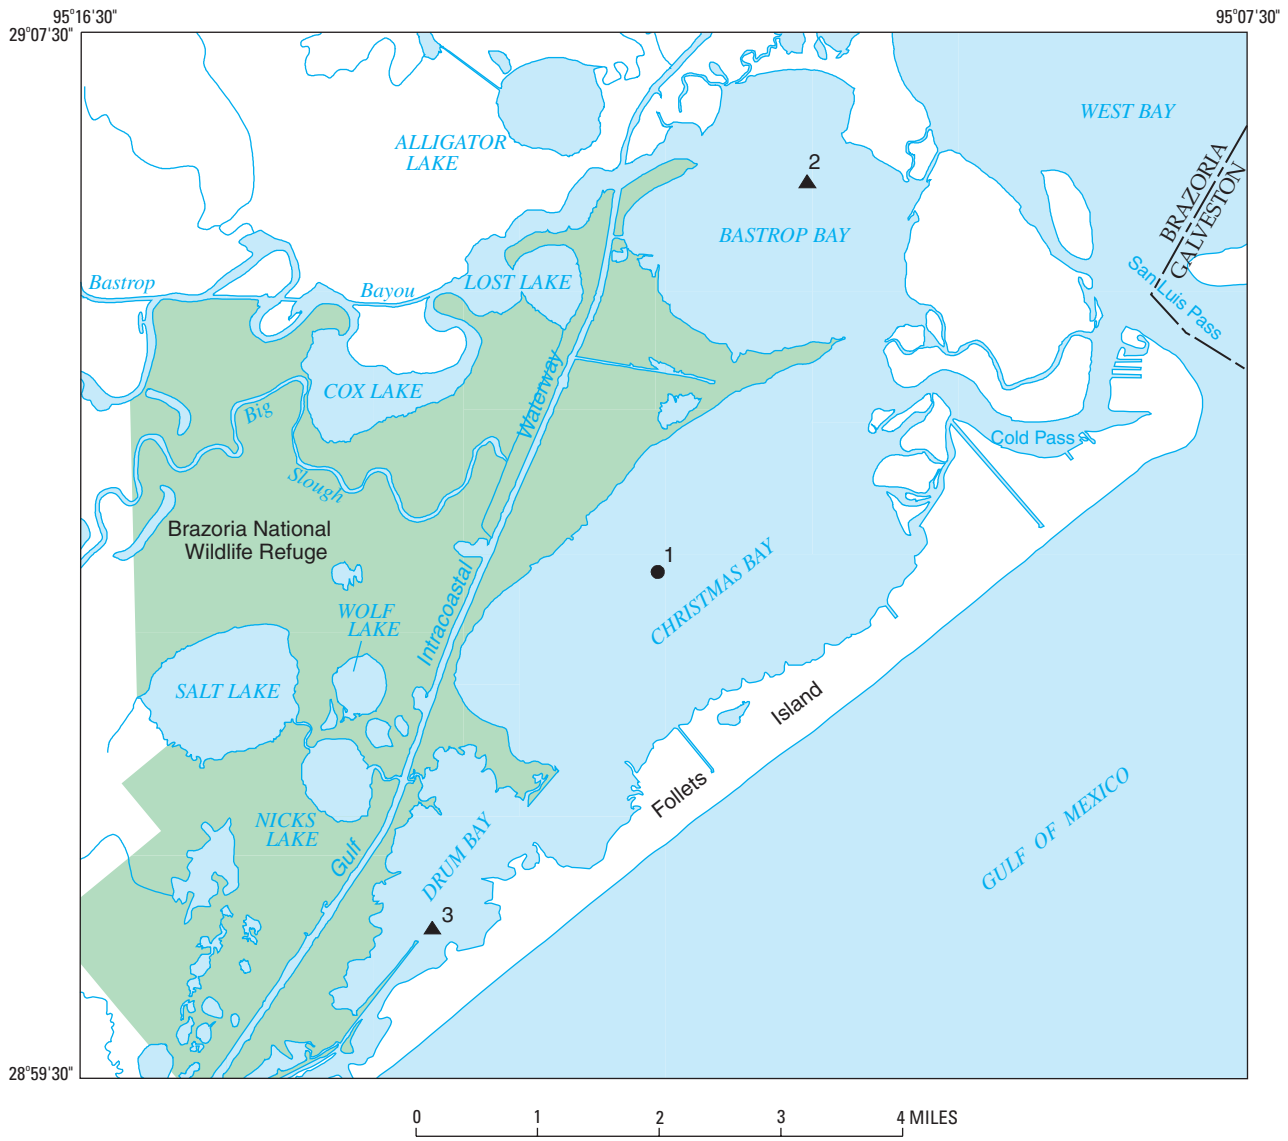 95°16'30"
95°07'30"
29°07'30"
WEST BAY
ALLIGATOR
LAKE
2
BRAZORIA
GALVESTON
BASTROP BAY
San Luis Pass
Bastrop
Bayou
LOST LAKE
COX LAKE
Waterway
Big
Cold Pass
Slough
Brazoria National
Wildlife Refuge
1
CHRISTMAS BAY
Intracoastal
WOLF
LAKE
SALT LAKE
Island
Follets
NICKS
LAKE
Gulf
DRUM BAY
GULF OF MEXICO
3
28°59'30"
0 1 2 3 4 MILES